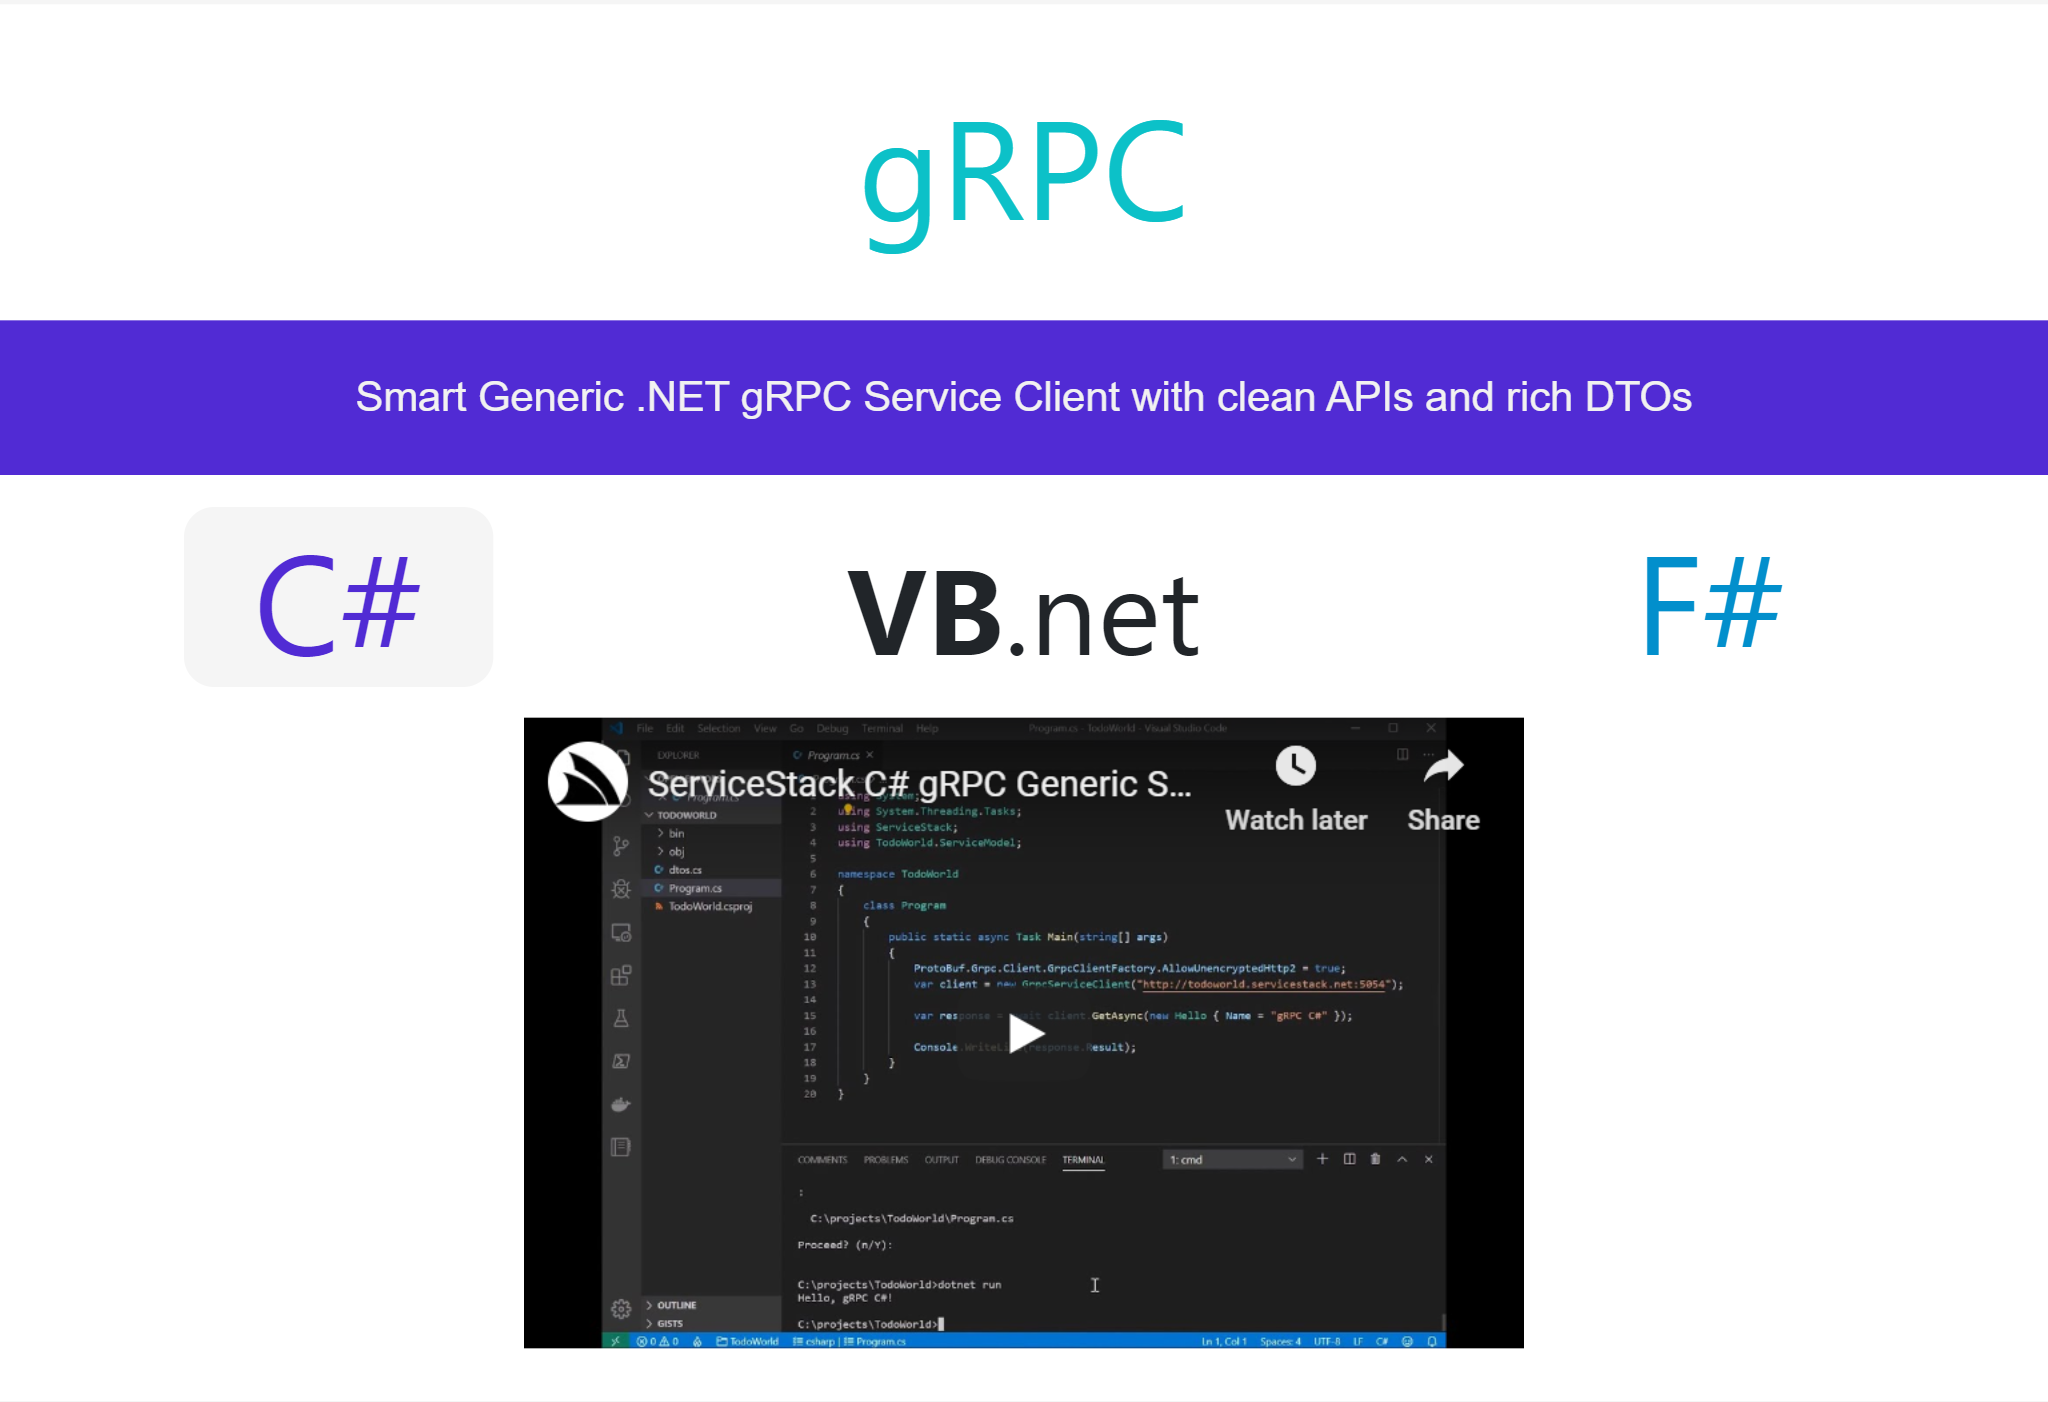 gRPC
Smart Generic .NET gRPC Service Client with clean APIs and rich DTOs
C#
VB.net
F#
File Edit Selection View Go Debug Terminal Help
Program.cs - TodoWorld - Visual Studio Code
EXPLORER
Program.cs
ServiceStack C# gRPC Generic S...
Watch later
Share
Program.cs
TODOWORLD
bin
obj
dtos.cs
Program.cs
TodoWorld.csproj
1 using System;
2 using System.Threading.Tasks;
3 using ServiceStack;
4 using TodoWorld.ServiceModel;
5
6 namespace TodoWorld
7 {
8 class Program
9 {
10 public static async Task Main(string[] args)
11 {
12 ProtoBuf.Grpc.Client.GrpcClientFactory.AllowUnencryptedHttp2 = true;
13 var client = new GrpcServiceClient("http://todoworld.servicestack.net:5054");
14
15 var response = await client.GetAsync(new Hello { Name = "gRPC C#" });
16
17 Console.WriteLine(response.Result);
18 }
19 }
20 }
COMMENTS PROBLEMS OUTPUT DEBUG CONSOLE TERMINAL
1: cmd
:
C:\projects\TodoWorld\Program.cs
Proceed? (n/Y):
C:\projects\TodoWorld>dotnet run
Hello, gRPC C#!
C:\projects\TodoWorld>
OUTLINE
GISTS
0 0 TodoWorld csharp | Program.cs
Ln 1, Col 1 Spaces: 4 UTF-8 LF C#